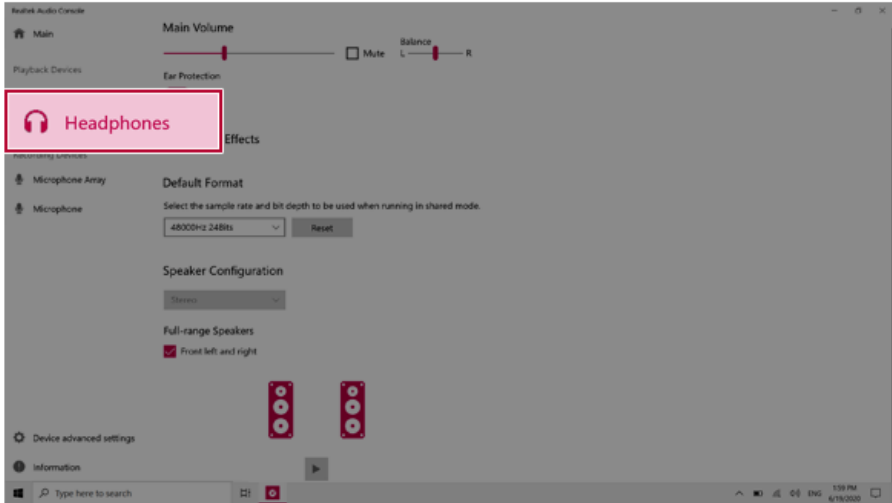 Realtek Audio Console
Main
Playback Devices
Headphones
Recording Devices
Microphone Array
Microphone
Device advanced settings
Information
Main Volume
Mute
Balance
L
R
Ear Protection
Effects
Default Format
Select the sample rate and bit depth to be used when running in shared mode.
48000Hz 24Bits
Reset
Speaker Configuration
Stereo
Full-range Speakers
Front left and right
Type here to search
ENG
1:59 PM
6/19/2020